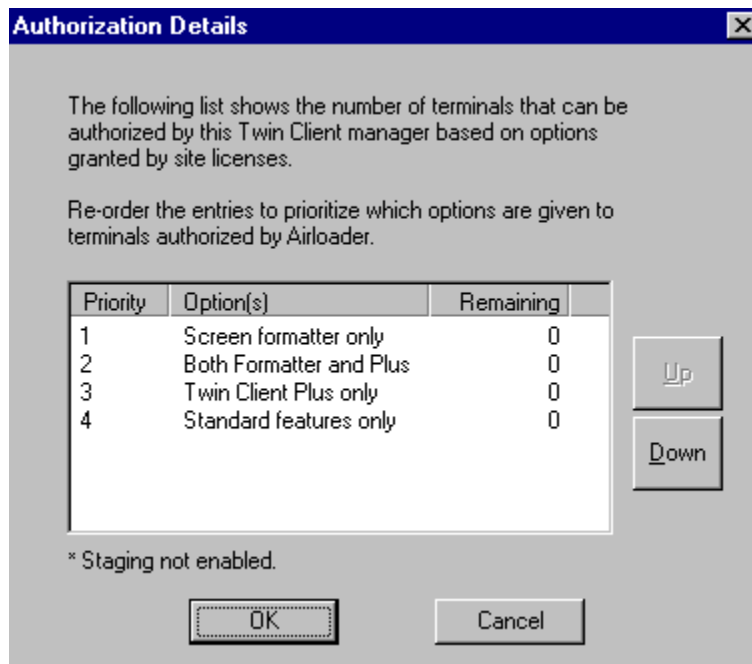 Authorization Details
The following list shows the number of terminals that can be
authorized by this Twin Client manager based on options
granted by site licenses.
Re-order the entries to prioritize which options are given to
terminals authorized by Airloader.
Priority Option(s) Remaining
1 Screen formatter only 0
2 Both Formatter and Plus 0
3 Twin Client Plus only 0
4 Standard features only 0
Up
Down
* Staging not enabled.
OK Cancel